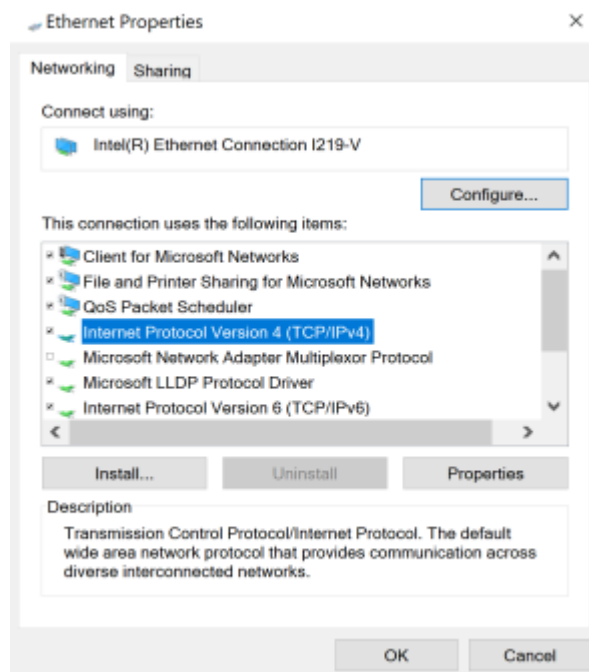 Ethernet Properties
Networking
Sharing
Connect using:
Intel(R) Ethernet Connection I219-V
Configure...
This connection uses the following items:
Client for Microsoft Networks
File and Printer Sharing for Microsoft Networks
QoS Packet Scheduler
Internet Protocol Version 4 (TCP/IPv4)
Microsoft Network Adapter Multiplexor Protocol
Microsoft LLDP Protocol Driver
Internet Protocol Version 6 (TCP/IPv6)
Install...
Uninstall
Properties
Description
Transmission Control Protocol/Internet Protocol. The default
wide area network protocol that provides communication across
diverse interconnected networks.
OK
Cancel